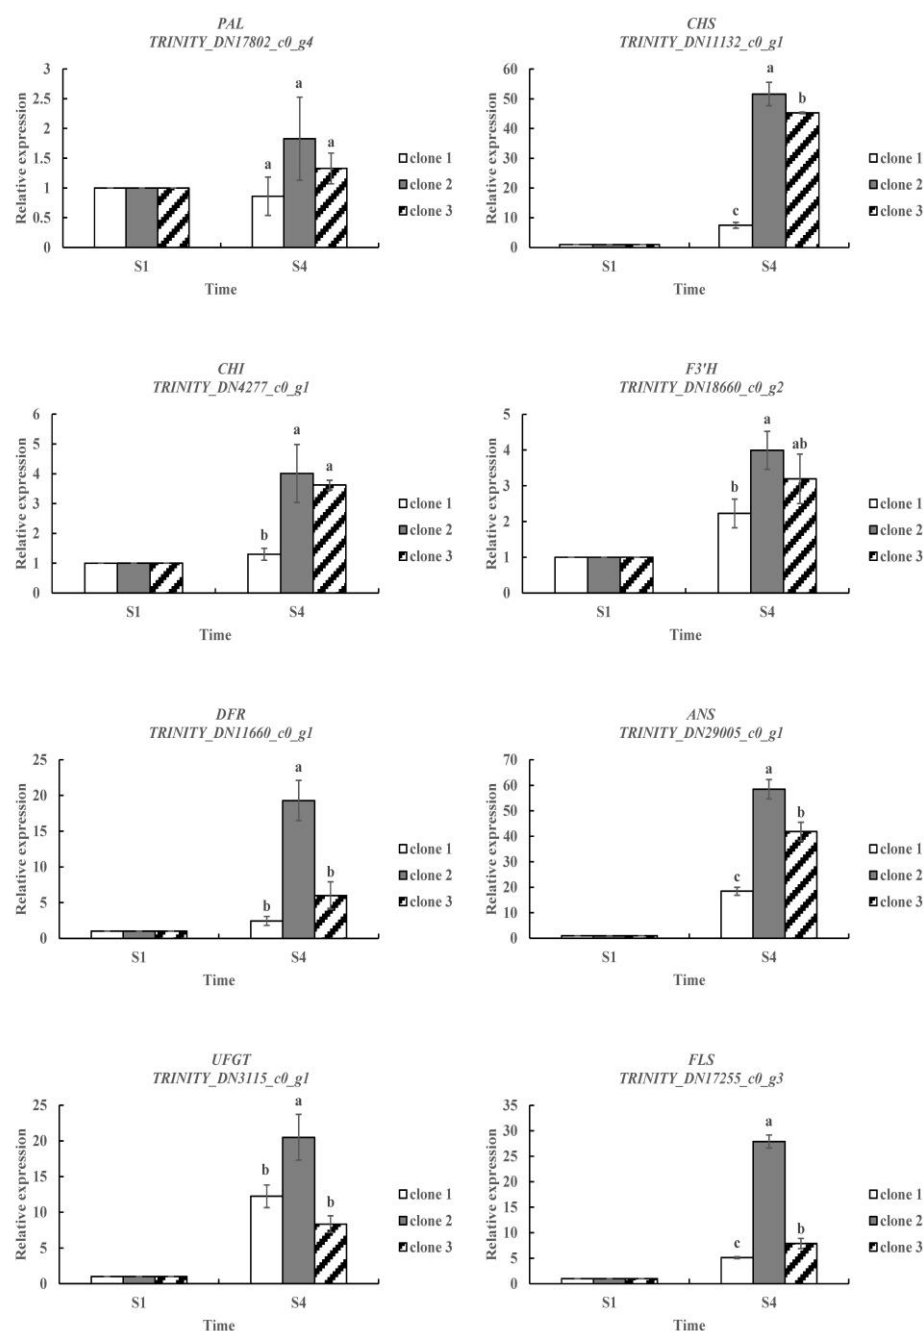 PAL
TRINITY_DN17802_c0_g4
Relative expression
3
2.5
2
1.5
1
0.5
0
a
a
a
S1
S4
Time
clone 1
clone 2
clone 3
CHS
TRINITY_DN11132_c0_g1
Relative expression
60
50
40
30
20
10
0
c
a
b
S1
S4
Time
clone 1
clone 2
clone 3
CHI
TRINITY_DN4277_c0_g1
Relative expression
6
5
4
3
2
1
0
b
a
a
S1
S4
Time
clone 1
clone 2
clone 3
F3'H
TRINITY_DN18660_c0_g2
Relative expression
5
4
3
2
1
0
b
a
ab
S1
S4
Time
clone 1
clone 2
clone 3
DFR
TRINITY_DN11660_c0_g1
Relative expression
25
20
15
10
5
0
b
a
b
S1
S4
Time
clone 1
clone 2
clone 3
ANS
TRINITY_DN29005_c0_g1
Relative expression
70
60
50
40
30
20
10
0
c
a
b
S1
S4
Time
clone 1
clone 2
clone 3
UFGT
TRINITY_DN3115_c0_g1
Relative expression
25
20
15
10
5
0
b
a
b
S1
S4
Time
clone 1
clone 2
clone 3
FLS
TRINITY_DN17255_c0_g3
Relative expression
35
30
25
20
15
10
5
0
c
a
b
S1
S4
Time
clone 1
clone 2
clone 3